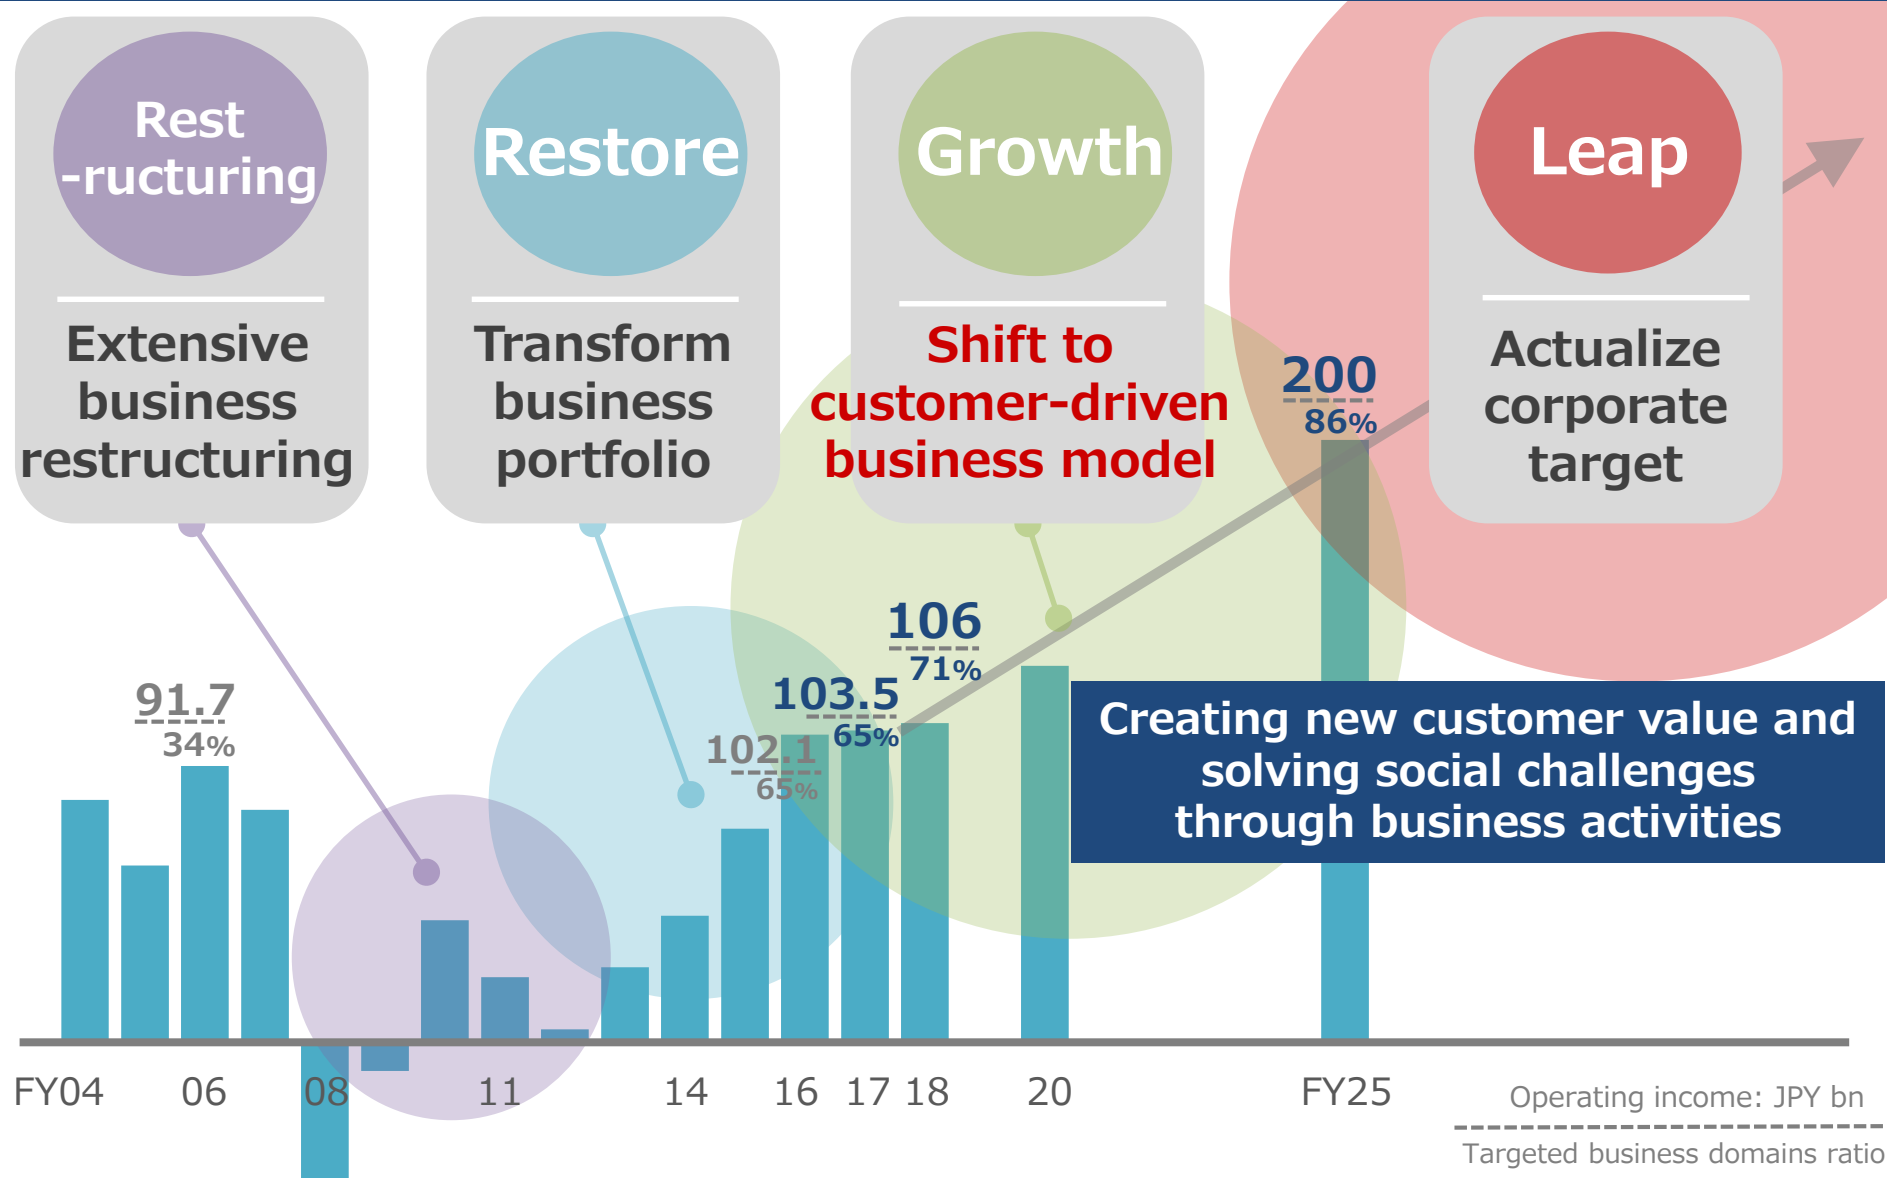 Rest
-ructuring
Extensive
business
restructuring
Restore
Transform
business
portfolio
Growth
Shift to
customer-driven
business model
Leap
Actualize
corporate
target
91.7
34%
102.1
65%
103.5
65%
106
71%
200
86%
Creating new customer value and
solving social challenges
through business activities
FY04 06 08 11 14 16 17 18 20 FY25
Operating income: JPY bn
Targeted business domains ratio